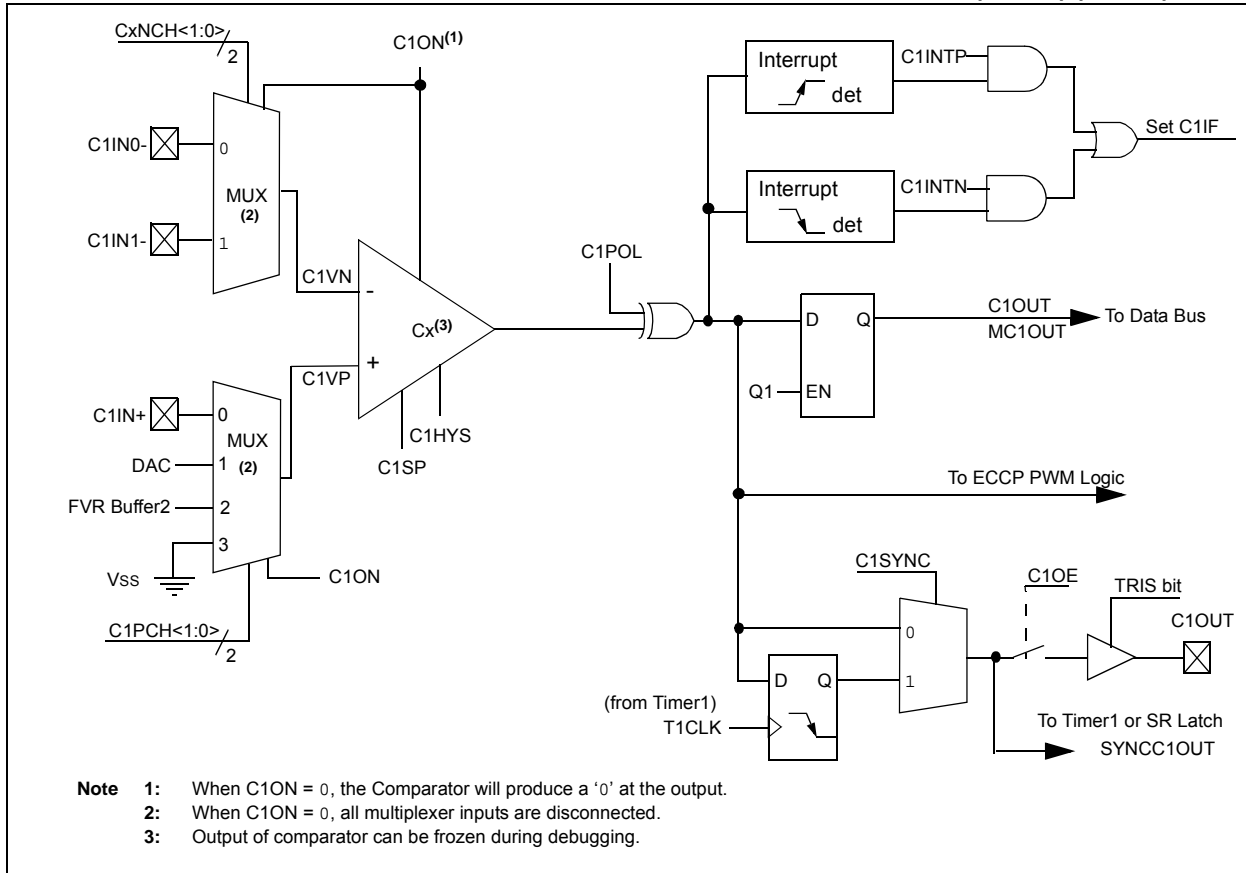 CxNCH<1:0>
2
C1ON(1)
C1IN0-
0
MUX
(2)
C1IN1-
1
C1VN
-
Cx(3)
+
C1VP
C1IN+
0
MUX
DAC
1
(2)
FVR Buffer2
2
3
VSS
C1ON
C1PCH<1:0>
2
C1HYS
C1SP
C1POL
Interrupt
det
C1INTP
Interrupt
det
C1INTN
Set C1IF
D
Q
Q1
EN
C1OUT
MC1OUT
To Data Bus
To ECCP PWM Logic
C1SYNC
0
1
D
Q
(from Timer1)
T1CLK
C1OE
TRIS bit
C1OUT
To Timer1 or SR Latch
SYNCC1OUT
Note 1: When C1ON = 0, the Comparator will produce a ‘0’ at the output.
2: When C1ON = 0, all multiplexer inputs are disconnected.
3: Output of comparator can be frozen during debugging.